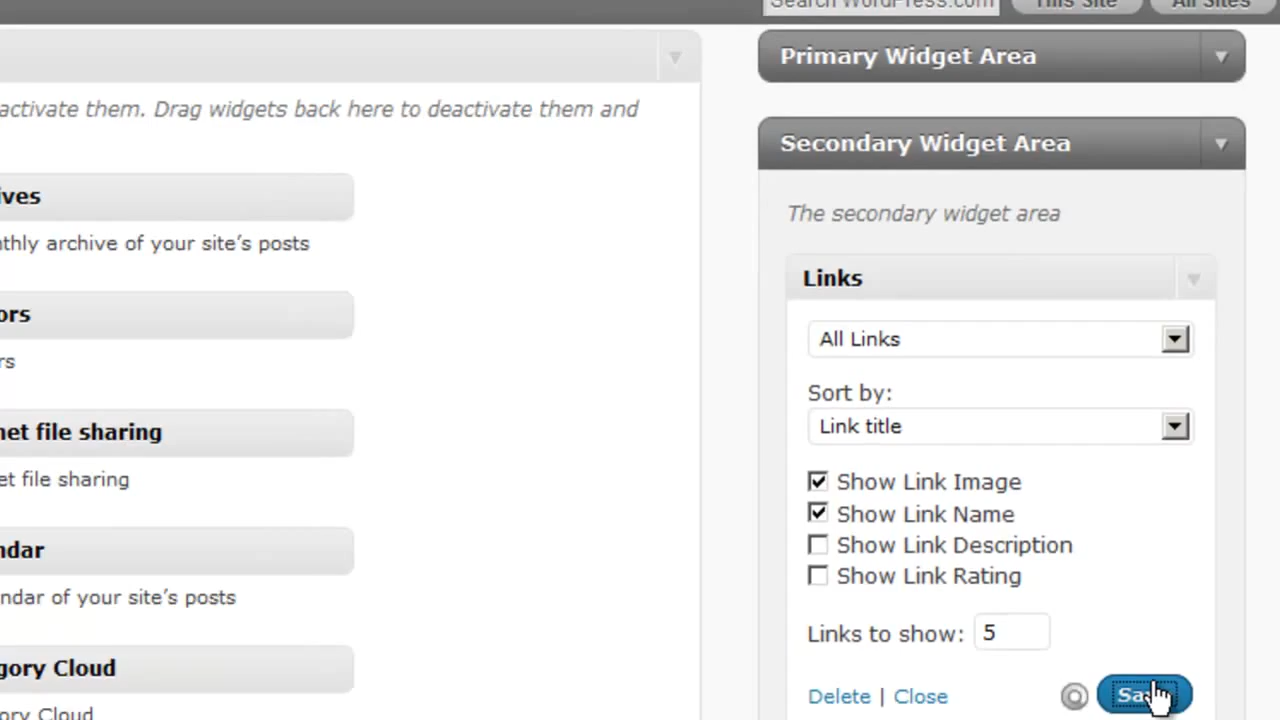 Search WordPress.com
This Site
All Sites
Primary Widget Area
activate them. Drag widgets back here to deactivate them and
Secondary Widget Area
ives
The secondary widget area
thly archive of your site's posts
Links
ors
All Links
rs
Sort by:
Link title
net file sharing
et file sharing
Show Link Image
Show Link Name
Show Link Description
Show Link Rating
ndar
ndar of your site's posts
Links to show: 5
gory Cloud
Delete | Close
ory Cloud